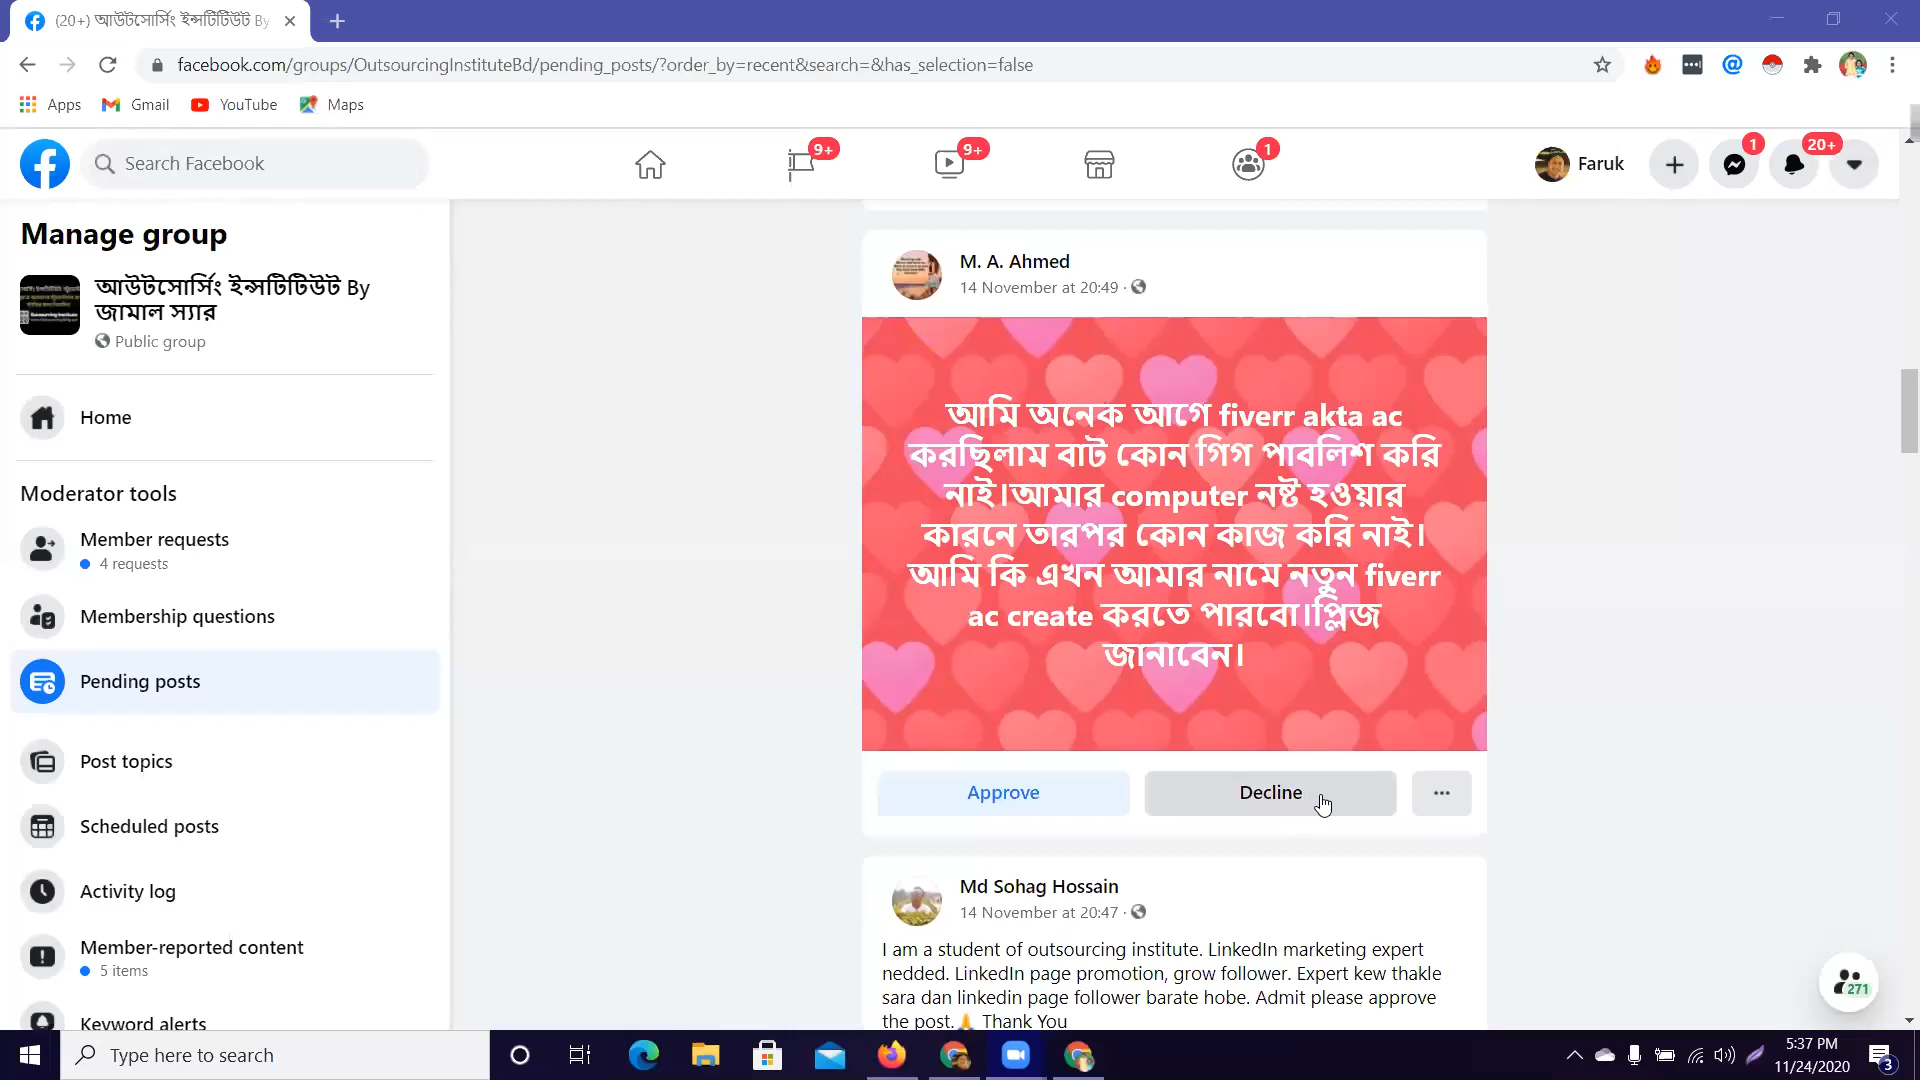 (20+) আউটসোর্সিং ইন্সটিটিউট By
facebook.com/groups/OutsourcingInstituteBd/pending_posts/?order_by=recent&search=&has_selection=false
Apps Gmail YouTube Maps
Search Facebook
9+
9+
1
Faruk
1
20+
Manage group
আউটসোর্সিং ইন্সটিটিউট By
জামাল স্যার
Public group
Home
Moderator tools
Member requests
4 requests
Membership questions
Pending posts
Post topics
Scheduled posts
Activity log
Member-reported content
5 items
Keyword alerts
M. A. Ahmed
14 November at 20:49 ·
আমি অনেক আগে fiverr akta ac
করছিলাম বাট কোন গিগ পাবলিশ করি
নাই।আমার computer নষ্ট হওয়ার
কারনে তারপর কোন কাজ করি নাই।
আমি কি এখন আমার নামে নতুন fiverr
ac create করতে পারবো।প্লিজ
জানাবেন।
Approve Decline ...
Md Sohag Hossain
14 November at 20:47 ·
I am a student of outsourcing institute. LinkedIn marketing expert
nedded. LinkedIn page promotion, grow follower. Expert kew thakle
sara dan linkedin page follower barate hobe. Admit please approve
the post.🙏 Thank You
271
Type here to search
5:37 PM
11/24/2020
3